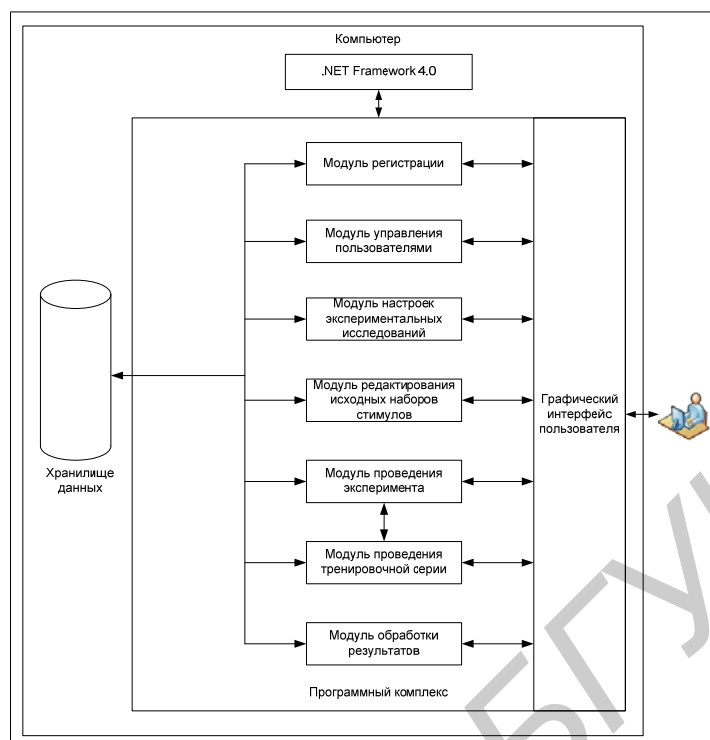 Компьютер
.NET Framework 4.0
Модуль регистрации
Модуль управления
пользователями
Модуль настроек
экспериментальных
исследований
Модуль редактирования
исходных наборов
стимулов
Графический
интерфейс
пользователя
Хранилище
данных
Модуль проведения
эксперимента
Модуль проведения
тренировочной серии
Модуль обработки
результатов
Программный комплекс
БГУ